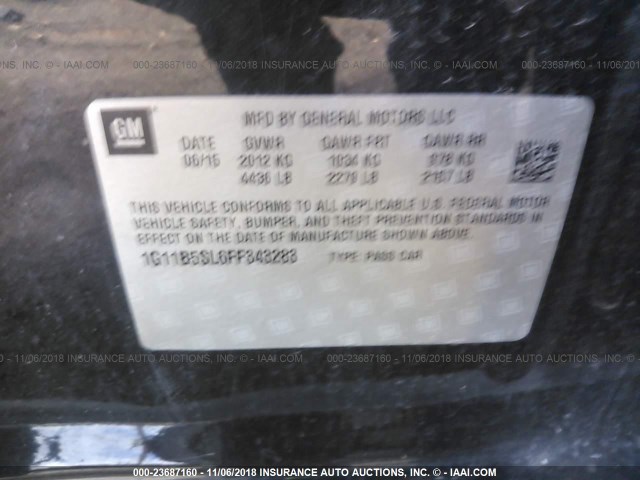 000-23687160 - 11/06/2018 INSURANCE AUTO AUCTIONS, INC. - © IAAI.COM
GM
MFD BY GENERAL MOTORS LLC
DATE GVWR GAWR FRT GAWR RR
06/15 2012 KG 1034 KG 978 KG
4436 LB 2279 LB 2157 LB
THIS VEHICLE CONFORMS TO ALL APPLICABLE U.S. FEDERAL MOTOR
VEHICLE SAFETY, BUMPER, AND THEFT PREVENTION STANDARDS IN
EFFECT ON THE DATE OF MANUFACTURE SHOWN ABOVE.
1G11B5SL6FF343283 TYPE: PASS CAR
000-23687160 - 11/06/2018 INSURANCE AUTO AUCTIONS, INC. - © IAAI.COM
000-23687160 - 11/06/2018 INSURANCE AUTO AUCTIONS, INC. - © IAAI.COM